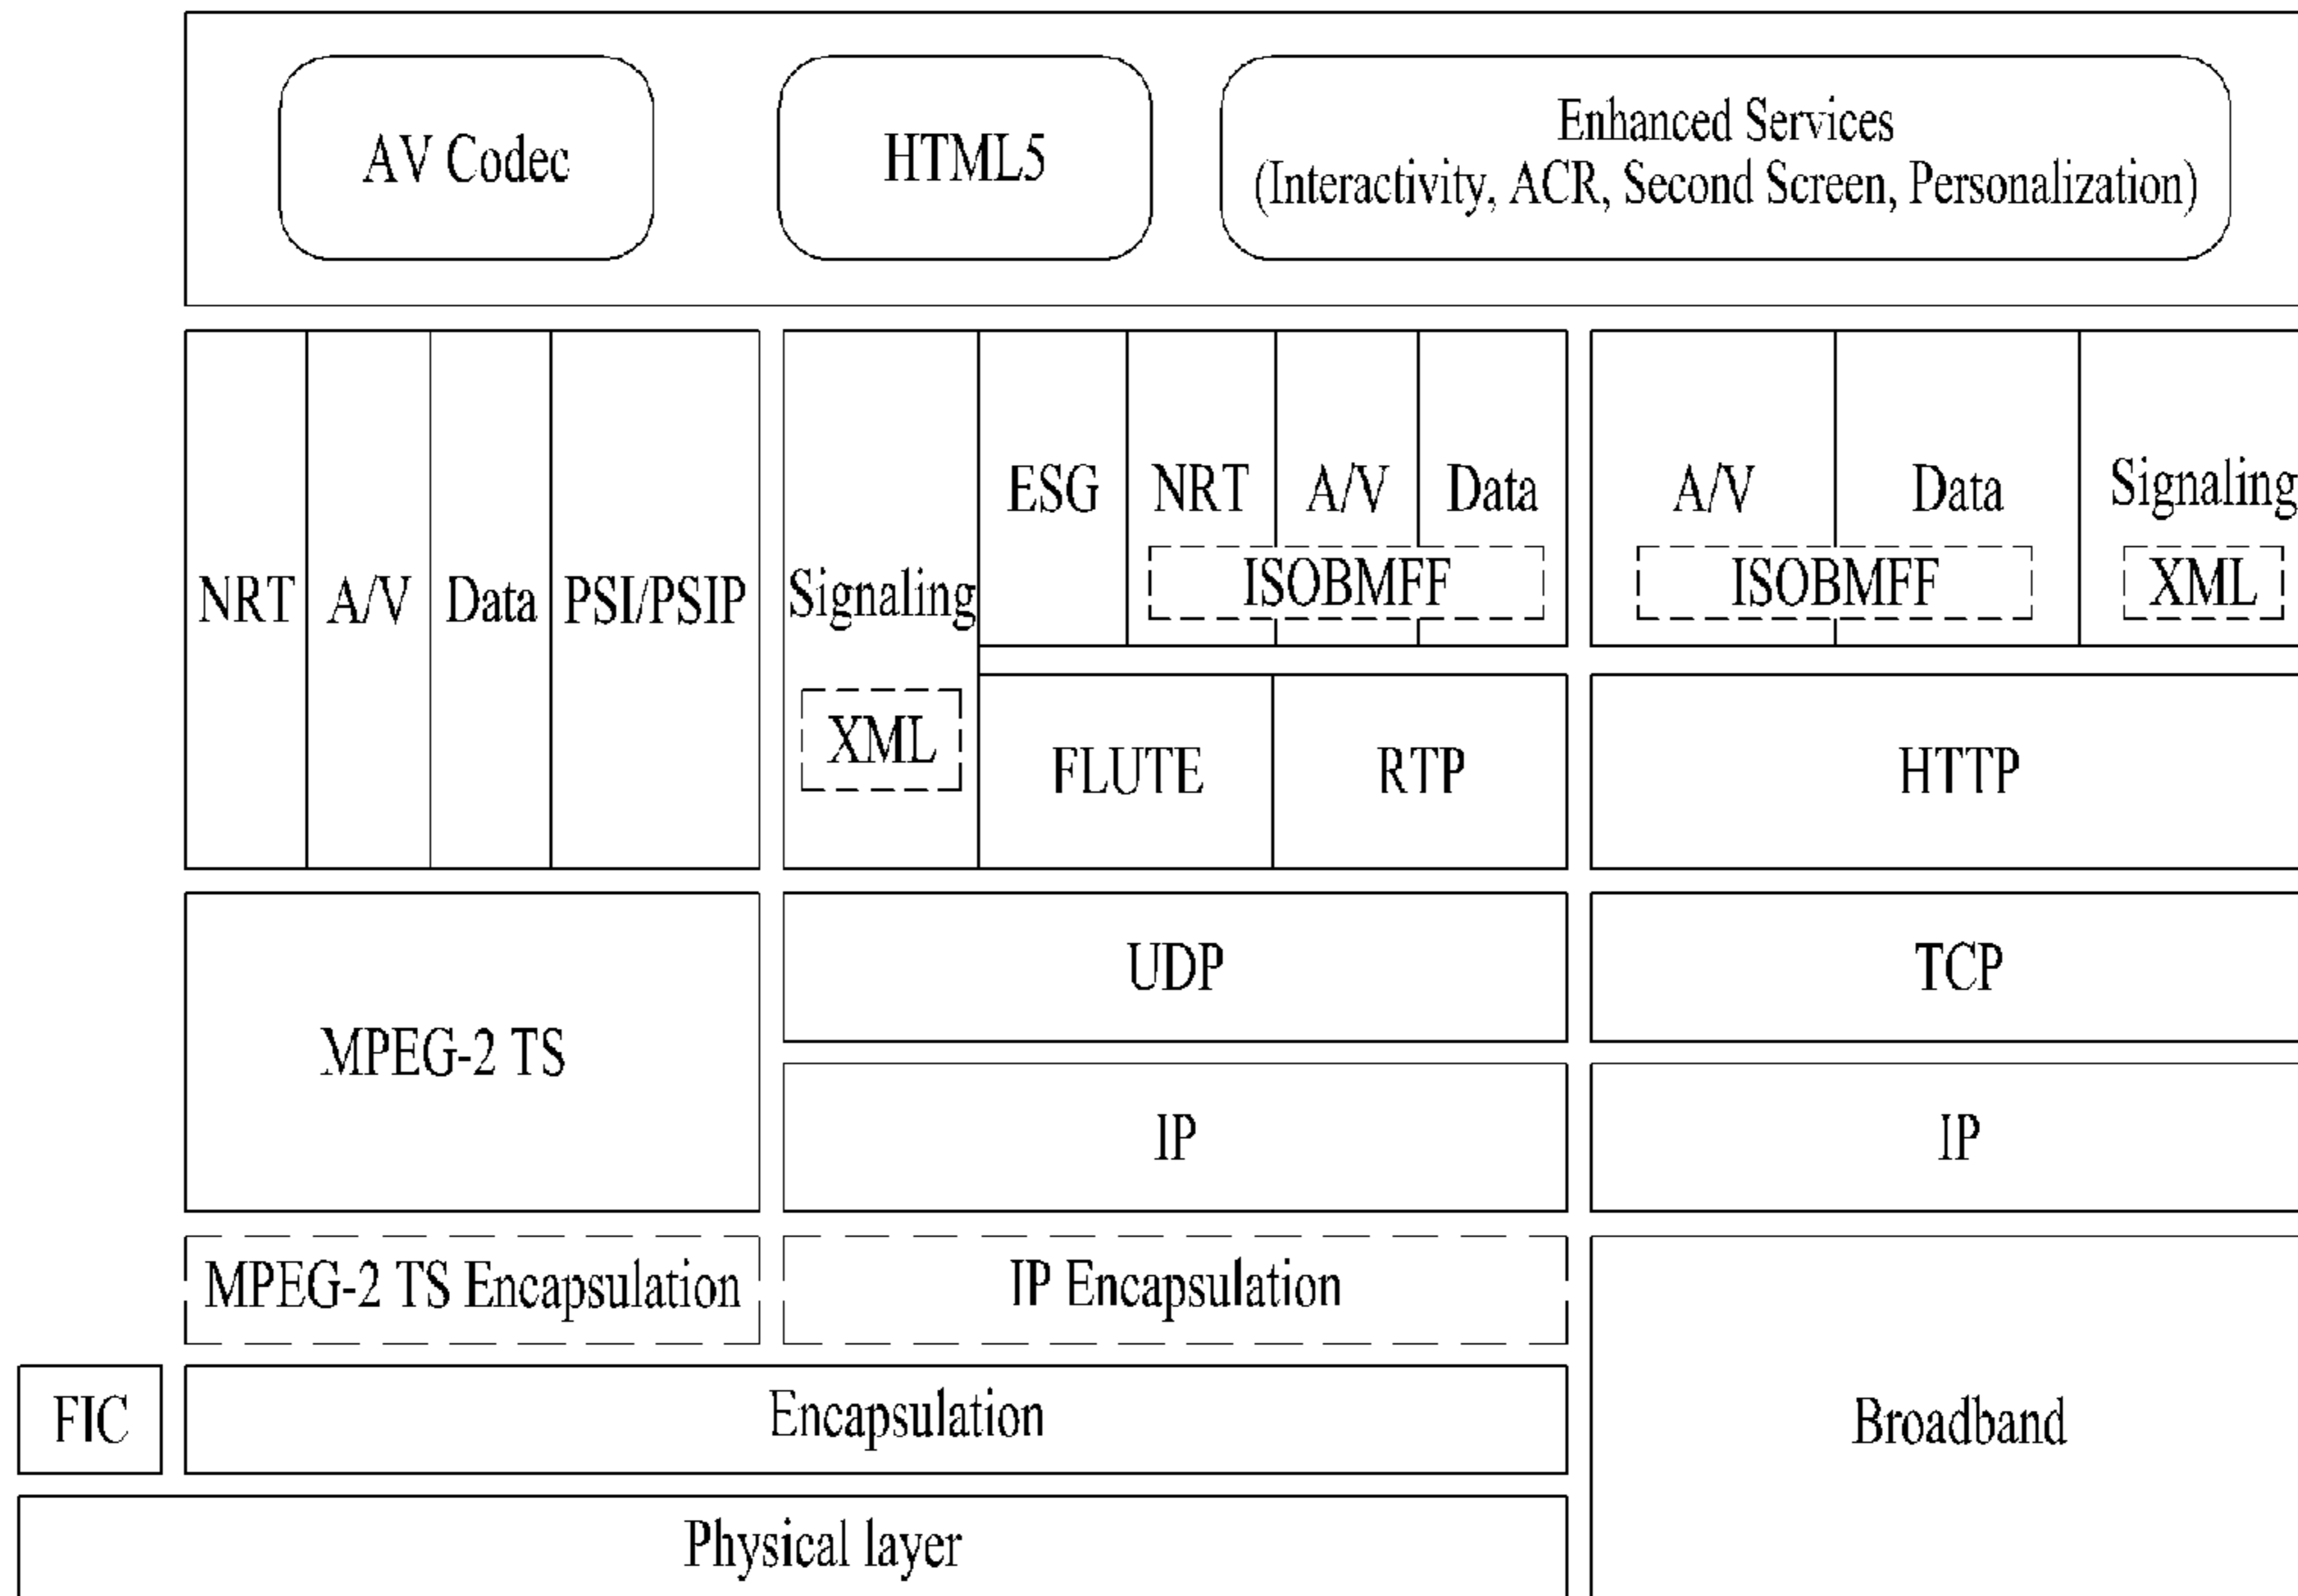 AV Codec
HTML5
Enhanced Services
(Interactivity, ACR, Second Screen, Personalization)
NRT
A/V
Data
PSI/PSIP
Signaling
XML
ESG
NRT
A/V
Data
ISOBMFF
FLUTE
RTP
A/V
Data
ISOBMFF
Signaling
XML
HTTP
MPEG-2 TS
UDP
TCP
IP
IP
MPEG-2 TS Encapsulation
IP Encapsulation
FIC
Encapsulation
Broadband
Physical layer